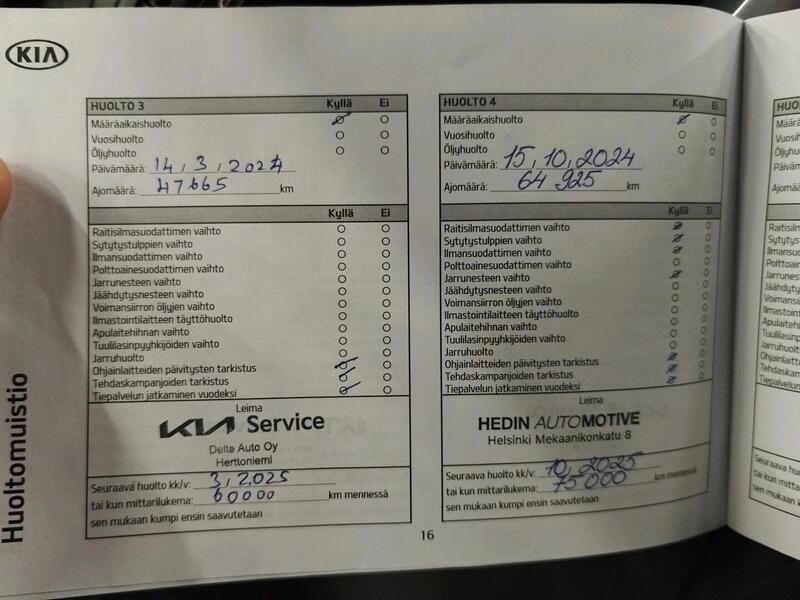 KIA
Huoltomuistio
HUOLTO 3 Kyllä Ei
Määräaikaishuolto
Vuosihuolto
Öljyhuolto
Päivämäärä: 14, 3, 2024
Ajomäärä: 47665 km
Kyllä Ei
Raitisilmasuodattimen vaihto
Sytytystulppien vaihto
Ilmansuodattimen vaihto
Polttoainesuodattimen vaihto
Jarrunesteen vaihto
Jäähdytysnesteen vaihto
Voimansiirron öljyjen vaihto
Ilmastointilaitteen täyttöhuolto
Apulaitehihnan vaihto
Tuulilasinpyyhkijöiden vaihto
Jarruhuolto
Ohjainlaitteiden päivitysten tarkistus
Tehdaskampanjoiden tarkistus
Tiepalvelun jatkaminen vuodeksi
Leima
KIA Service
Delta Auto Oy
Herttoniemi
Seuraava huolto kk/v: 3, 2025
tai kun mittarilukema: 60000 km mennessä
sen mukaan kumpi ensin saavutetaan
HUOLTO 4 Kyllä Ei
Määräaikaishuolto
Vuosihuolto
Öljyhuolto
Päivämäärä: 15, 10, 2024
Ajomäärä: 64 925 km
Kyllä Ei
Raitisilmasuodattimen vaihto
Sytytystulppien vaihto
Ilmansuodattimen vaihto
Polttoainesuodattimen vaihto
Jarrunesteen vaihto
Jäähdytysnesteen vaihto
Voimansiirron öljyjen vaihto
Ilmastointilaitteen täyttöhuolto
Apulaitehihnan vaihto
Tuulilasinpyyhkijöiden vaihto
Jarruhuolto
Ohjainlaitteiden päivitysten tarkistus
Tehdaskampanjoiden tarkistus
Tiepalvelun jatkaminen vuodeksi
Leima
HEDIN AUTOMOTIVE
Helsinki Mekaanikonkatu 8
Seuraava huolto kk/v: 10, 2025
tai kun mittarilukema: 75000 km mennessä
sen mukaan kumpi ensin saavutetaan
16